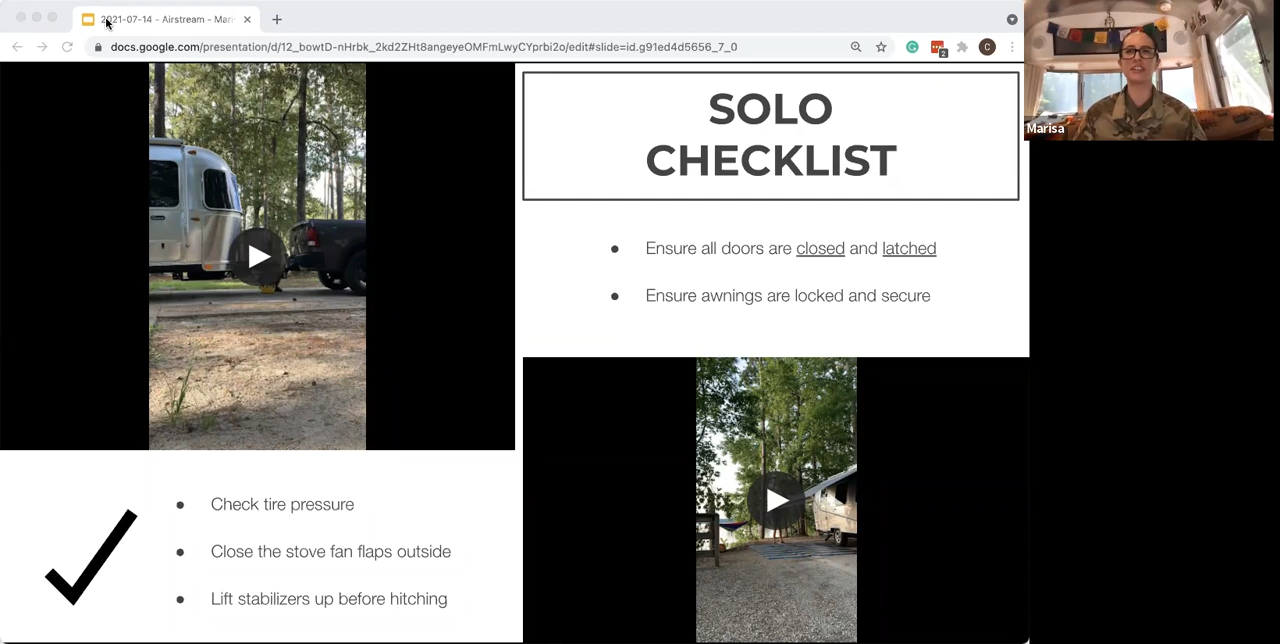 2021-07-14 - Airstream - Mari
docs.google.com/presentation/d/12_bowtD-nHrbk_2kd2ZHt8angeyeOMFmLwyCYprbi2o/edit#slide=id.g91ed4d5656_7_0
2
C
Marisa
SOLO
CHECKLIST
● Ensure all doors are closed and latched
● Ensure awnings are locked and secure
● Check tire pressure
● Close the stove fan flaps outside
● Lift stabilizers up before hitching